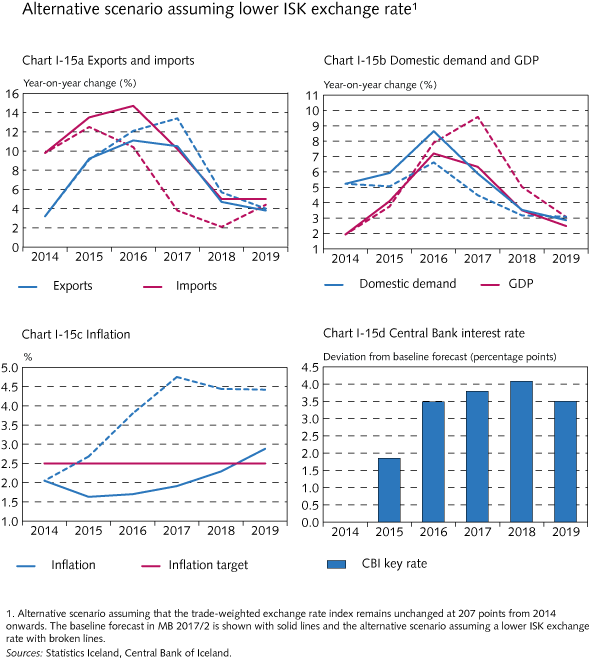 Alternative scenario assuming lower ISK exchange rate¹
Chart I-15a Exports and imports
Year-on-year change (%)
16
14
12
10
8
6
4
2
0
2014 2015 2016 2017 2018 2019
Exports Imports
Chart I-15b Domestic demand and GDP
Year-on-year change (%)
11
10
9
8
7
6
5
4
3
2
1
2014 2015 2016 2017 2018 2019
Domestic demand GDP
Chart I-15c Inflation
%
5.0
4.5
4.0
3.5
3.0
2.5
2.0
1.5
1.0
2014 2015 2016 2017 2018 2019
Inflation Inflation target
Chart I-15d Central Bank interest rate
Deviation from baseline forecast (percentage points)
4.5
4.0
3.5
3.0
2.5
2.0
1.5
1.0
0.5
0.0
2014 2015 2016 2017 2018 2019
CBI key rate
1. Alternative scenario assuming that the trade-weighted exchange rate index remains unchanged at 207 points from 2014
onwards. The baseline forecast in MB 2017/2 is shown with solid lines and the alternative scenario assuming a lower ISK exchange
rate with broken lines.
Sources: Statistics Iceland, Central Bank of Iceland.